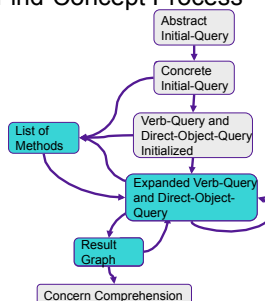 ind-Concept Process
Abstract
Initial-Query
Concrete
Initial-Query
Verb-Query and
Direct-Object-Query
Initialized
List of
Methods
Expanded Verb-Query
and Direct-Object-
Query
Result
Graph
Concern Comprehension